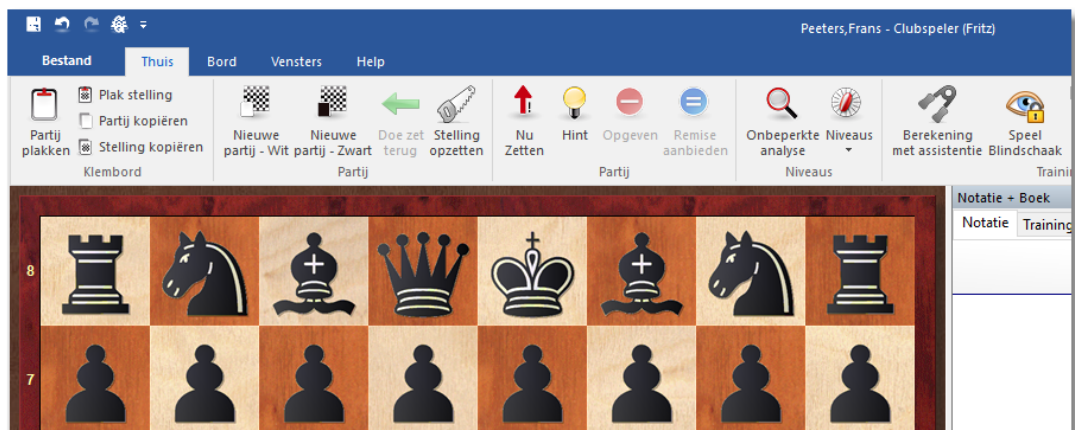 Peeters,Frans - Clubspeler (Fritz)
Bestand Thuis Bord Vensters Help
Partij plakken
Plak stelling
Partij kopiëren
Stelling kopiëren
Klembord
Nieuwe partij - Wit
Nieuwe partij - Zwart
Doe zet terug
Stelling opzetten
Partij
Nu Zetten
Hint
Opgeven
Remise aanbieden
Partij
Onbeperkte analyse
Niveaus
Niveaus
Berekening met assistentie
Speel Blindschaak
Traini
Notatie + Boek
Notatie Training
8
7